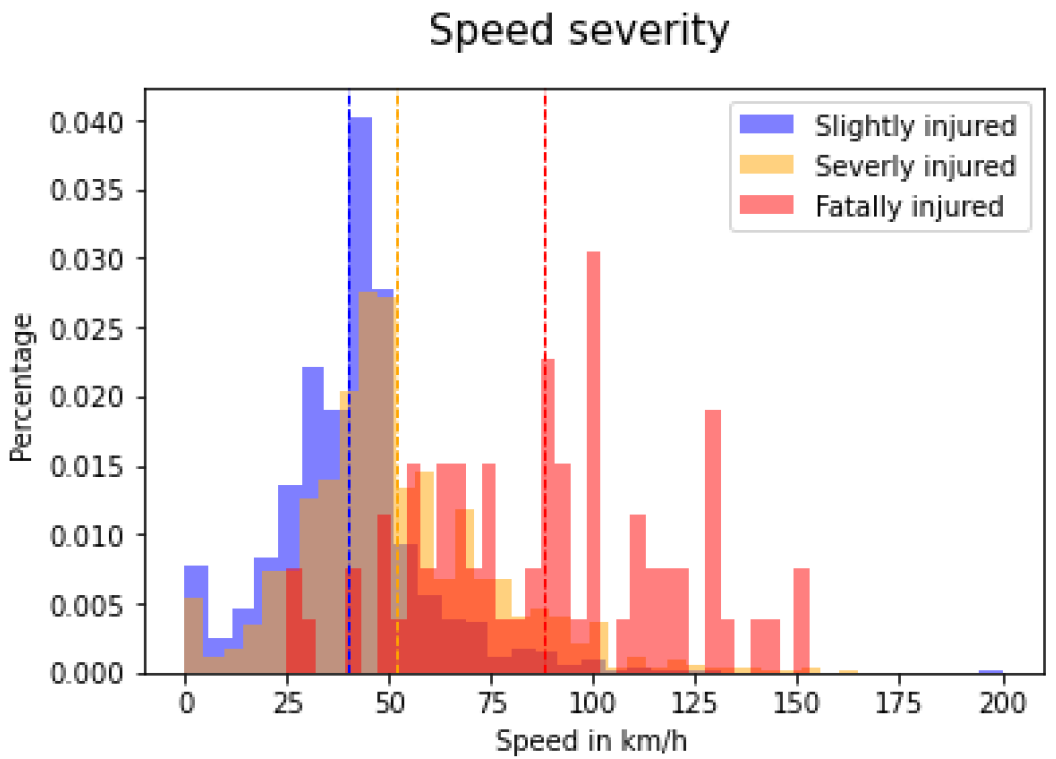 Speed severity
Slightly injured
Severly injured
Fatally injured
0.040
0.035
0.030
0.025
0.020
0.015
0.010
0.005
0.000
Percentage
0 25 50 75 100 125 150 175 200
Speed in km/h